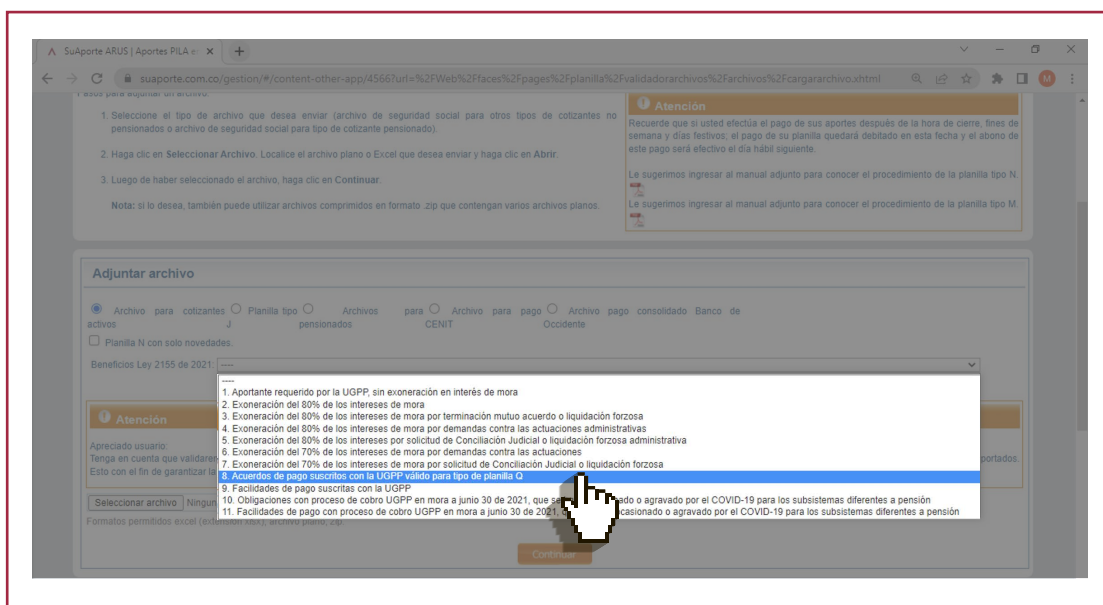 SuAporte ARUS | Aportes PILA e
suaporte.com.co/gestion/#/content-other-app/4566?url=%2FWeb%2Ffaces%2Fpages%2Fplanilla%2Fvalidadorarchivos%2Farchivos%2Fcargararchivo.xhtml
M
Pasos para adjuntar un archivo
1. Seleccione el tipo de archivo que desea enviar (archivo de seguridad social para otros tipos de cotizantes no
pensionados o archivo de seguridad social para tipo de cotizante pensionado).
2. Haga clic en Seleccionar Archivo. Localice el archivo plano o Excel que desea enviar y haga clic en Abrir.
3. Luego de haber seleccionado el archivo, haga clic en Continuar.
Nota: si lo desea, también puede utilizar archivos comprimidos en formato .zip que contengan varios archivos planos.
Atención
Recuerde que si usted efectúa el pago de sus aportes después de la hora de cierre, fines de
semana y días festivos; el pago de su planilla quedará debitado en esta fecha y el abono de
este pago será efectivo el día hábil siguiente.
Le sugerimos ingresar al manual adjunto para conocer el procedimiento de la planilla tipo N.
Le sugerimos ingresar al manual adjunto para conocer el procedimiento de la planilla tipo M.
Adjuntar archivo
Archivo para cotizantes Planilla tipo Archivos para Archivo para pago Archivo pago consolidado Banco de
activos J pensionados CENIT Occidente
Planilla N con solo novedades.
Beneficios Ley 2155 de 2021: ----
----
1. Aportante requerido por la UGPP, sin exoneración en interés de mora
2. Exoneración del 80% de los intereses de mora
3. Exoneración del 80% de los intereses de mora por terminación mutuo acuerdo o liquidación forzosa
4. Exoneración del 80% de los intereses de mora por demandas contra las actuaciones administrativas
5. Exoneración del 80% de los intereses por solicitud de Conciliación Judicial o liquidación forzosa administrativa
6. Exoneración del 70% de los intereses de mora por demandas contra las actuaciones
7. Exoneración del 70% de los intereses de mora por solicitud de Conciliación Judicial o liquidación forzosa
8. Acuerdos de pago suscritos con la UGPP válido para tipo de planilla Q
9. Facilidades de pago suscritas con la UGPP
10. Obligaciones con proceso de cobro UGPP en mora a junio 30 de 2021, que o agravado por el COVID-19 para los subsistemas diferentes a pensión
11. Facilidades de pago con proceso de cobro UGPP en mora a junio 30 de 2021, o agravado por el COVID-19 para los subsistemas diferentes a pensión
Atención
Apreciado usuario:
Tenga en cuenta que
Esto con el fin de garantizar la
portados.
Seleccionar archivo
Formatos permitidos excel (extensión xlsx), archivo plano, zip.
Continuar